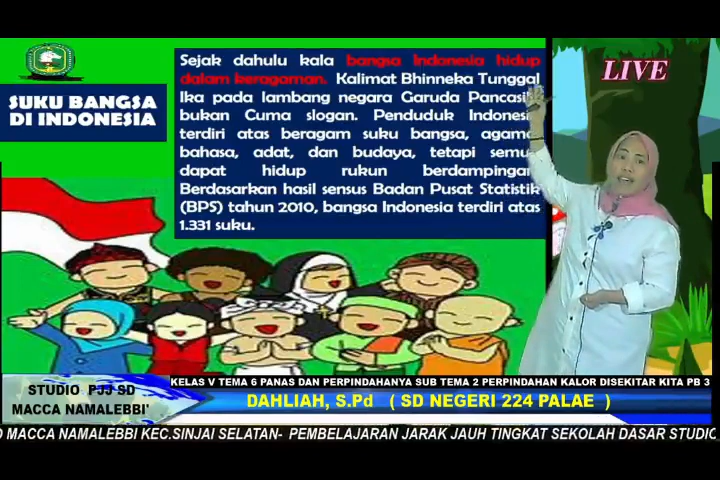 LIVE
SUKU BANGSA
DI INDONESIA
Sejak dahulu kala bangsa Indonesia hidup
dalam keragaman. Kalimat Bhinneka Tunggal
Ika pada lambang negara Garuda Pancasi
bukan Cuma slogan. Penduduk Indonesi
terdiri atas beragam suku bangsa, agama
bahasa, adat, dan budaya, tetapi semu
dapat hidup rukun berdampingan
Berdasarkan hasil sensus Badan Pusat Statistik
(BPS) tahun 2010, bangsa Indonesia terdiri atas
1.331 suku.
KELAS V TEMA 6 PANAS DAN PERPINDAHANYA SUB TEMA 2 PERPINDAHAN KALOR DISEKITAR KITA PB 3
STUDIO PJJ SD
MACCA NAMALEBBI'
DAHLIAH, S.Pd ( SD NEGERI 224 PALAE )
D MACCA NAMALEBBI KEC.SINJAI SELATAN- PEMBELAJARAN JARAK JAUH TINGKAT SEKOLAH DASAR STUDIO